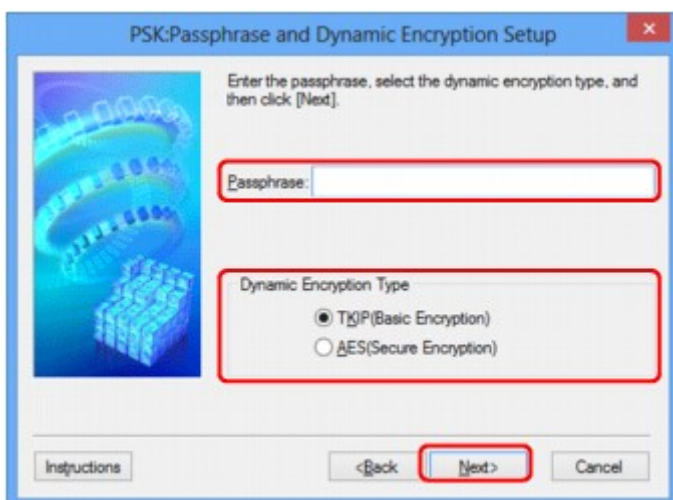 PSK:Passphrase and Dynamic Encryption Setup
Enter the passphrase, select the dynamic encryption type, and
then click [Next].
Passphrase:
Dynamic Encryption Type
TKIP(Basic Encryption)
AES(Secure Encryption)
Instructions
<Back
Next>
Cancel